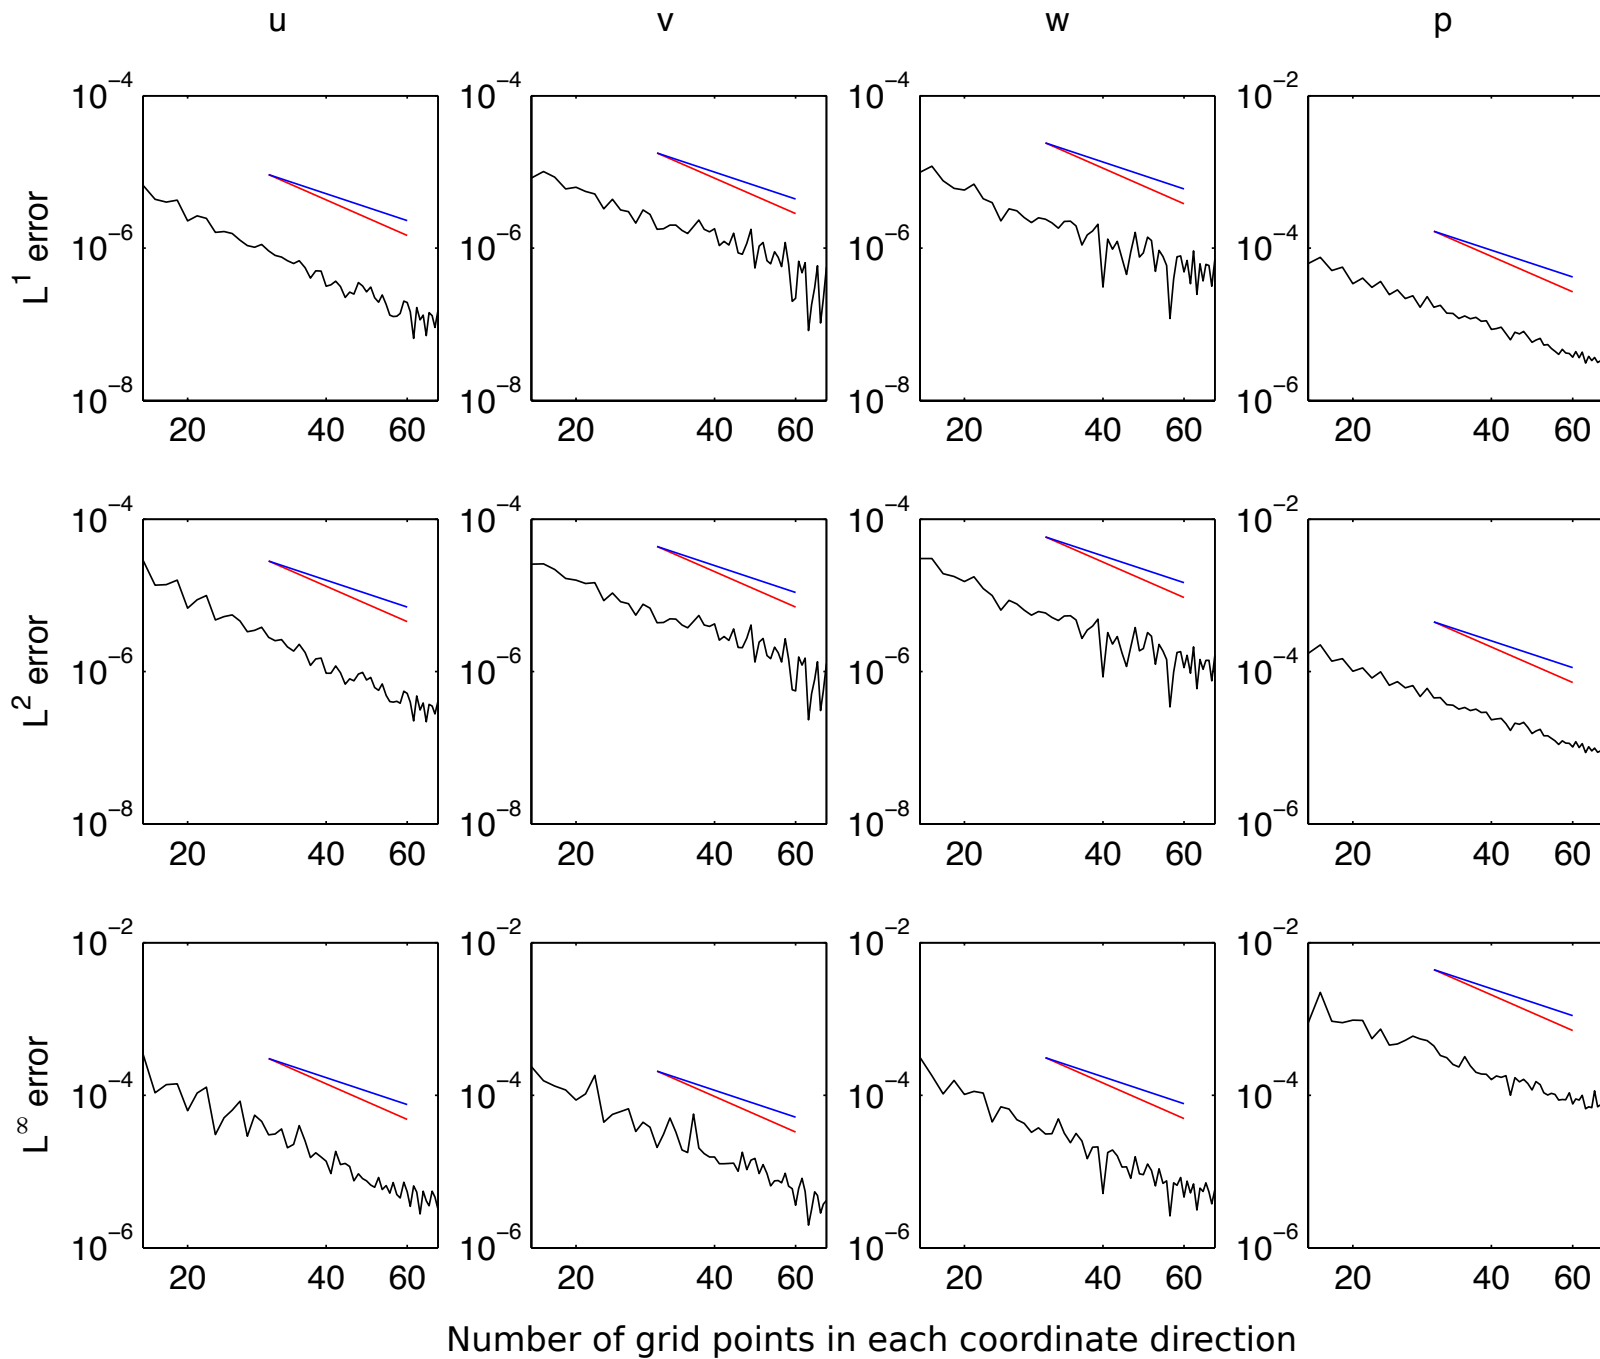 u v w p
10⁻⁴ 10⁻⁴ 10⁻⁴ 10⁻²
L¹ error
10⁻⁶ 10⁻⁶ 10⁻⁶ 10⁻⁴
10⁻⁸ 10⁻⁸ 10⁻⁸ 10⁻⁶
20 40 60 20 40 60 20 40 60 20 40 60
10⁻⁴ 10⁻⁴ 10⁻⁴ 10⁻²
L² error
10⁻⁶ 10⁻⁶ 10⁻⁶ 10⁻⁴
10⁻⁸ 10⁻⁸ 10⁻⁸ 10⁻⁶
20 40 60 20 40 60 20 40 60 20 40 60
10⁻² 10⁻² 10⁻² 10⁻²
L^∞ error
10⁻⁴ 10⁻⁴ 10⁻⁴ 10⁻⁴
10⁻⁶ 10⁻⁶ 10⁻⁶ 10⁻⁶
20 40 60 20 40 60 20 40 60 20 40 60
Number of grid points in each coordinate direction